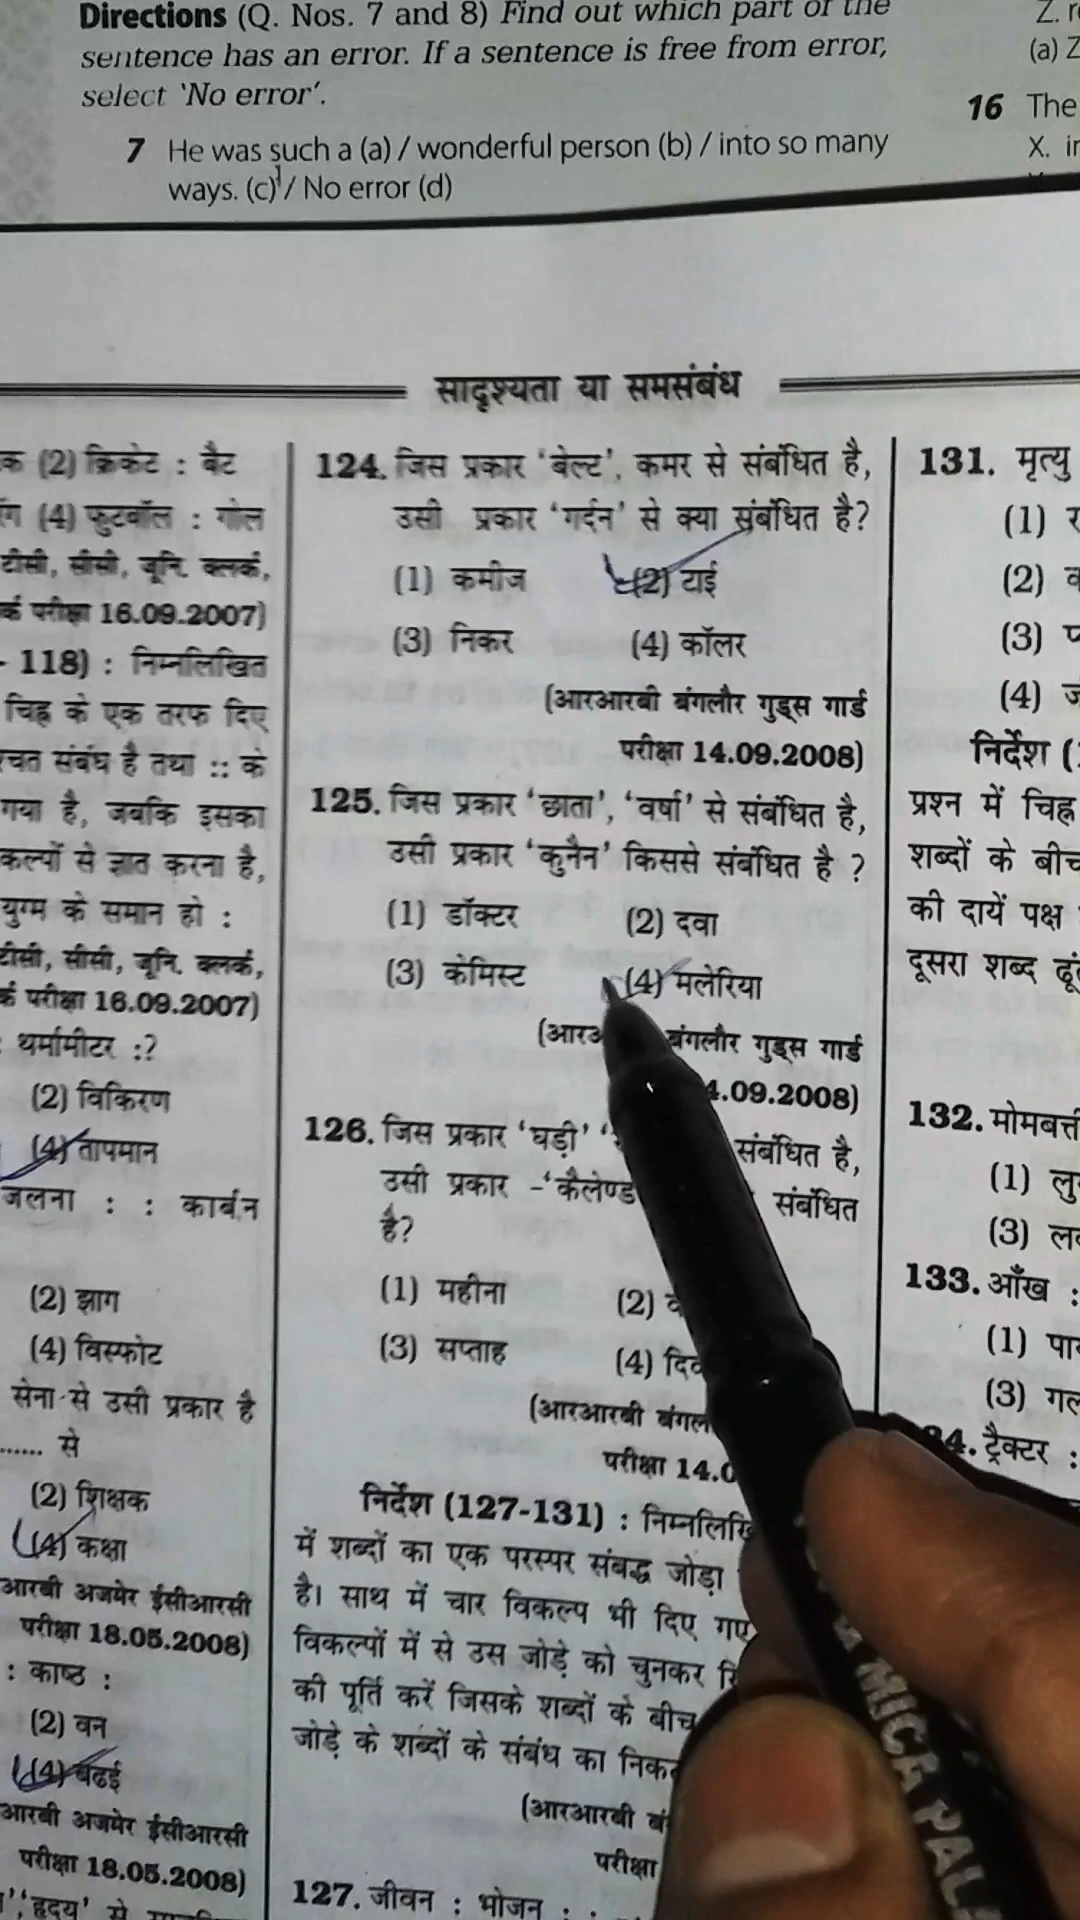 Directions (Q. Nos. 7 and 8) Find out which part of the
sentence has an error. If a sentence is free from error,
select 'No error'.
7 He was such a (a) / wonderful person (b) / into so many
ways. (c) / No error (d)
(a) Z
16 The
X.
सादृश्यता या समसंबंध
(2) क्रिकेट : बैट
(4) फुटबॉल : गोल
टीसी, सीसी, जूनि. क्लर्क,
परीक्षा 16.09.2007)
- 118) : निम्नलिखित
चिह्न के एक तरफ दिए
संबंध है तथा :: के
गया है, जबकि इसका
से ज्ञात करना है,
युग्म के समान हो :
टीसी, सीसी, जूनि. क्लर्क,
परीक्षा 16.09.2007)
: थर्मामीटर :?
(2) विकिरण
(4) तापमान
जलना : : कार्बन
(2) झाग
(4) विस्फोट
सेना से उसी प्रकार है
...... से
(2) शिक्षक
(4) कक्षा
आरबी अजमेर ईसीआरसी
परीक्षा 18.05.2008)
: काष्ठ :
(2) वन
(4) बढई
आरबी अजमेर ईसीआरसी
परीक्षा 18.05.2008)
'हृदय' से
124. जिस प्रकार 'बेल्ट', कमर से संबंधित है,
उसी प्रकार 'गर्दन' से क्या संबंधित है?
(1) कमीज (2) टाई
(3) निकर (4) कॉलर
(आरआरबी बंगलौर गुड्स गार्ड
परीक्षा 14.09.2008)
125. जिस प्रकार 'छाता', 'वर्षा' से संबंधित है,
उसी प्रकार 'कुनैन' किससे संबंधित है ?
(1) डॉक्टर (2) दवा
(3) केमिस्ट (4) मलेरिया
बंगलौर गुड्स गार्ड
4.09.2008)
126. जिस प्रकार 'घड़ी' संबंधित है,
उसी प्रकार -'कैलेण्ड संबंधित
है?
(1) महीना (2)
(3) सप्ताह (4)
(आरआरबी
परीक्षा 14.0
निर्देश (127-131) :
में शब्दों का एक परस्पर संबद्ध जोड़ा
है। साथ में चार विकल्प भी दिए गए
विकल्पों में से उस जोड़े को चुनकर
की पूर्ति करें जिसके शब्दों के बीच
जोड़े के शब्दों के संबंध का
(आरआरबी
परीक्षा
127. जीवन : भोजन :
131. मृत्यु
(1)
(2)
(3)
(4)
निर्देश (
प्रश्न में चिह्न
शब्दों के बीच
की दायें पक्ष
दूसरा शब्द
132. मोमबत्ती
(1)
(3)
133. आँख :
(1)
(3)
34. ट्रैक्टर :
MICA PALA